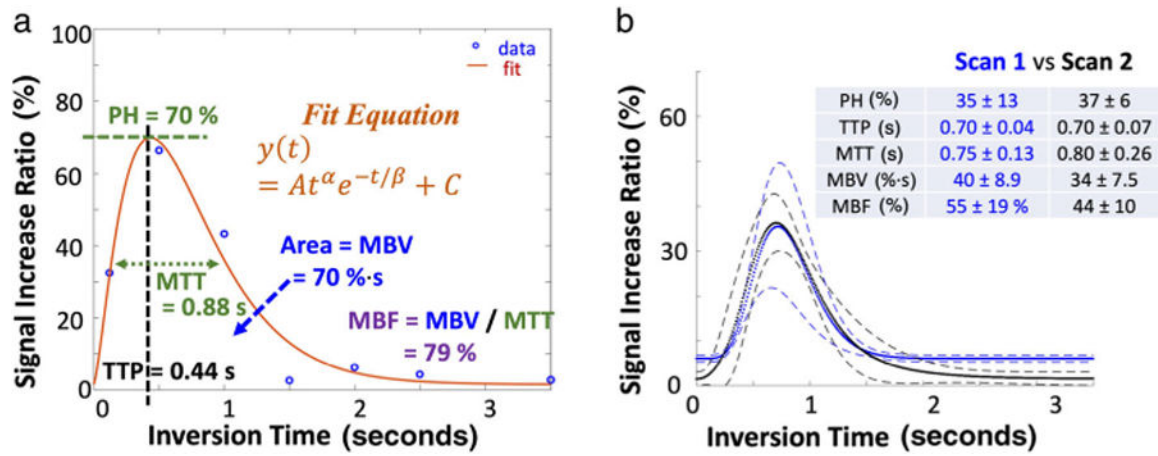 a
Signal Increase Ratio (%)
100
80
60
40
20
0
0
1
2
3
Inversion Time (seconds)
data
fit
PH = 70 %
Fit Equation
y(t)
= At^α e^{−t/β} + C
MTT
= 0.88 s
Area = MBV
= 70 %·s
MBF = MBV / MTT
= 79 %
TTP = 0.44 s
b
Signal Increase Ratio (%)
60
30
0
0
1
2
3
Inversion Time (seconds)
Scan 1 vs Scan 2
PH (%) 35 ± 13 37 ± 6
TTP (s) 0.70 ± 0.04 0.70 ± 0.07
MTT (s) 0.75 ± 0.13 0.80 ± 0.26
MBV (%·s) 40 ± 8.9 34 ± 7.5
MBF (%) 55 ± 19 % 44 ± 10